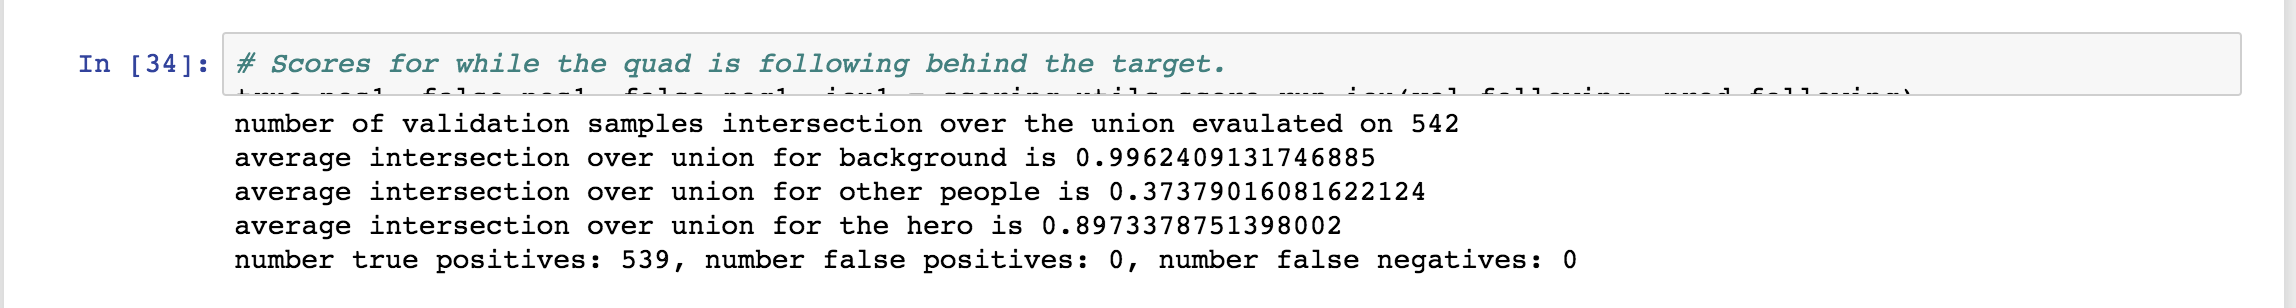 In [34]: # Scores for while the quad is following behind the target.
number of validation samples intersection over the union evaulated on 542
average intersection over union for background is 0.9962409131746885
average intersection over union for other people is 0.37379016081622124
average intersection over union for the hero is 0.8973378751398002
number true positives: 539, number false positives: 0, number false negatives: 0